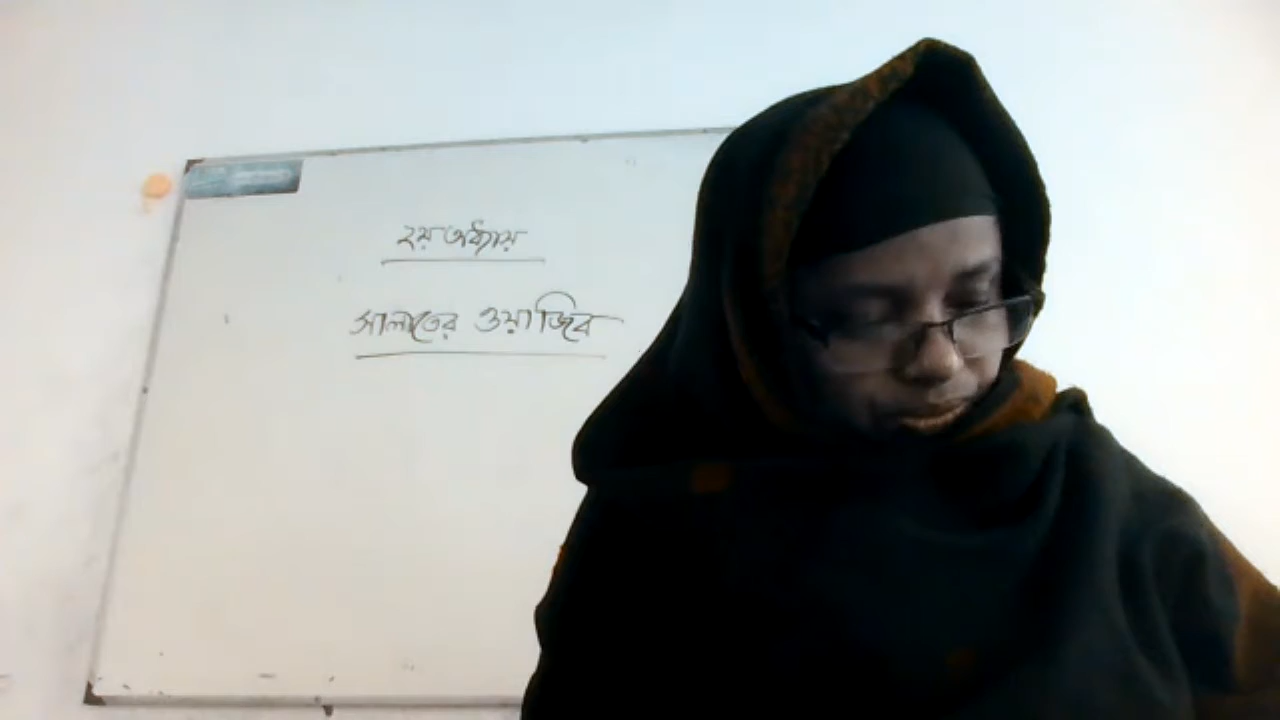 ২য় অধ্যায়
সালাতের ওয়াজিব